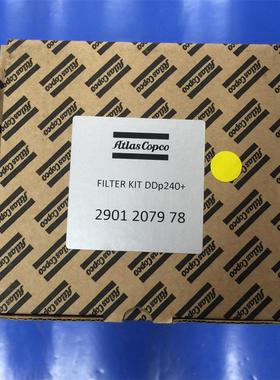 Atlas Copco
FILTER KIT DDp240+
2901 2079 78